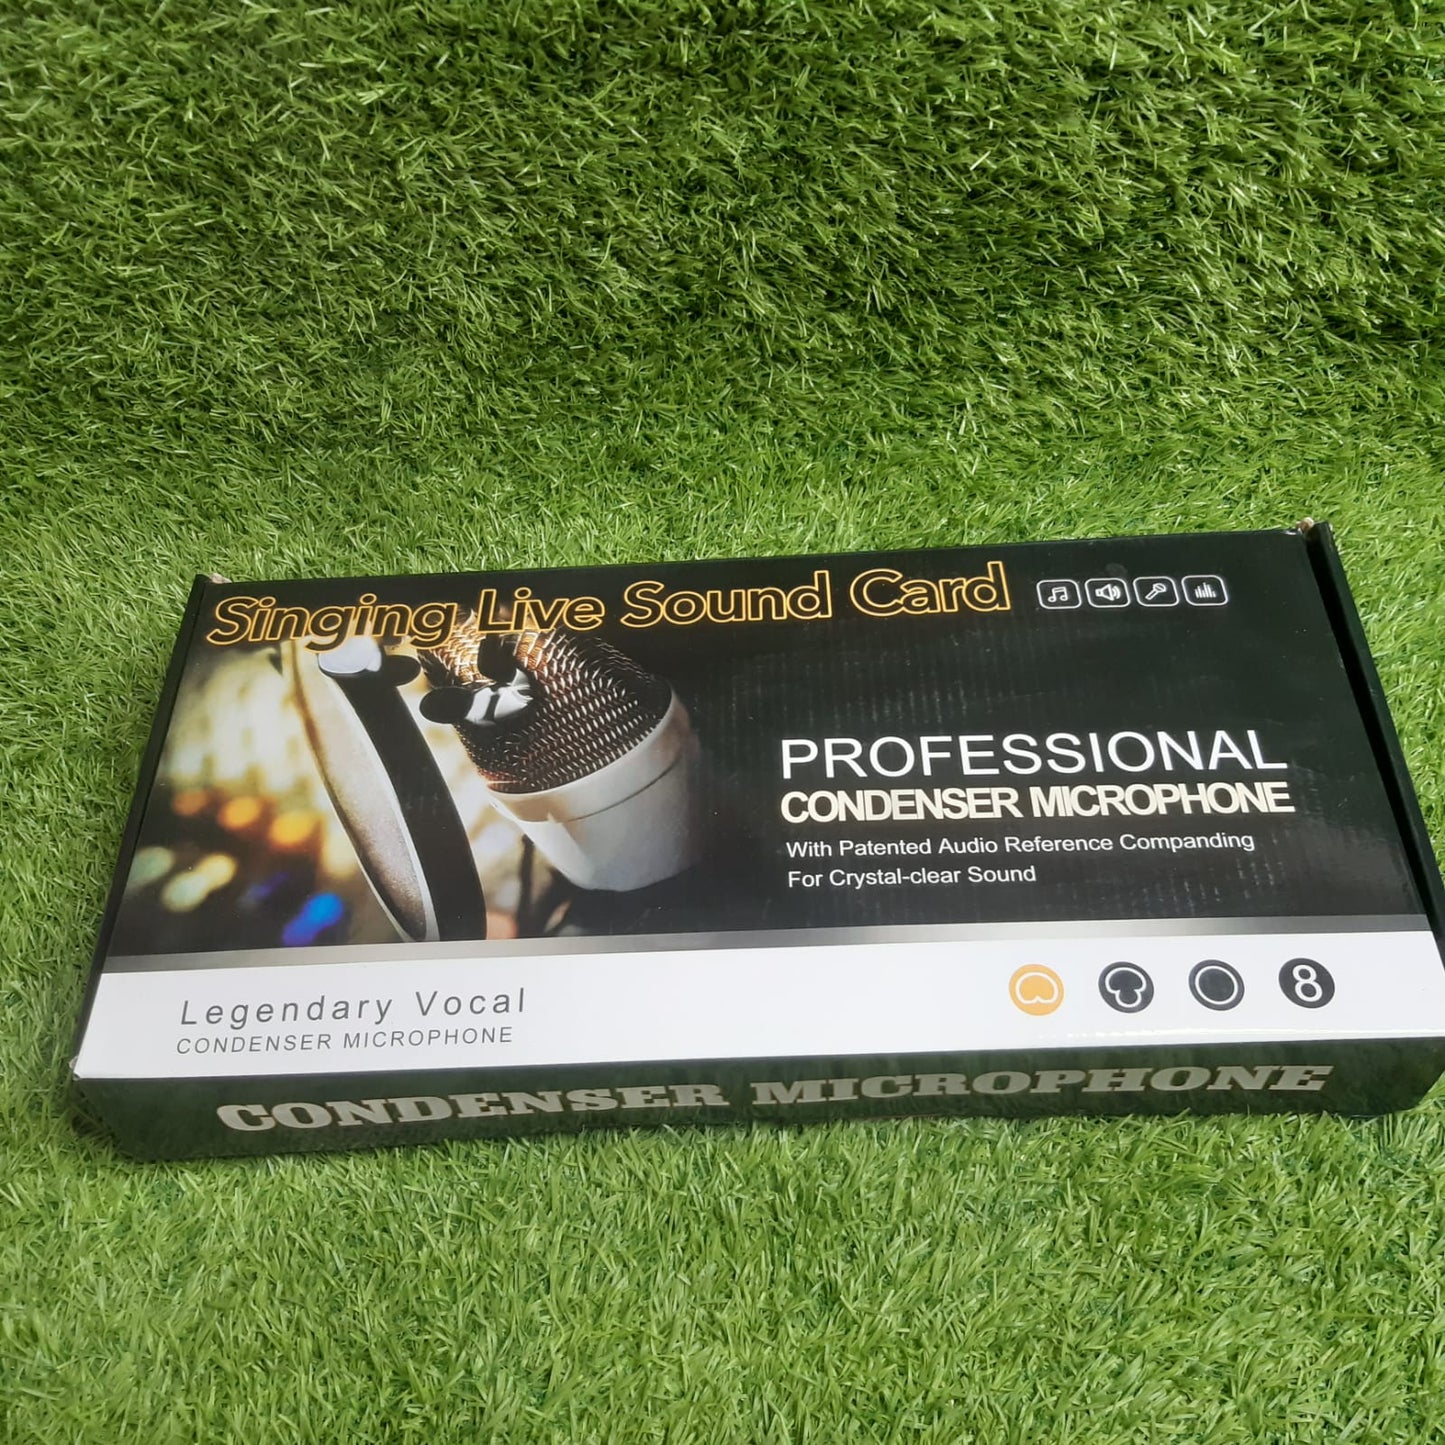 Singing Live Sound Card
PROFESSIONAL
CONDENSER MICROPHONE
With Patented Audio Reference Companding
For Crystal-clear Sound
Legendary Vocal
CONDENSER MICROPHONE
8
CONDENSER MICROPHONE